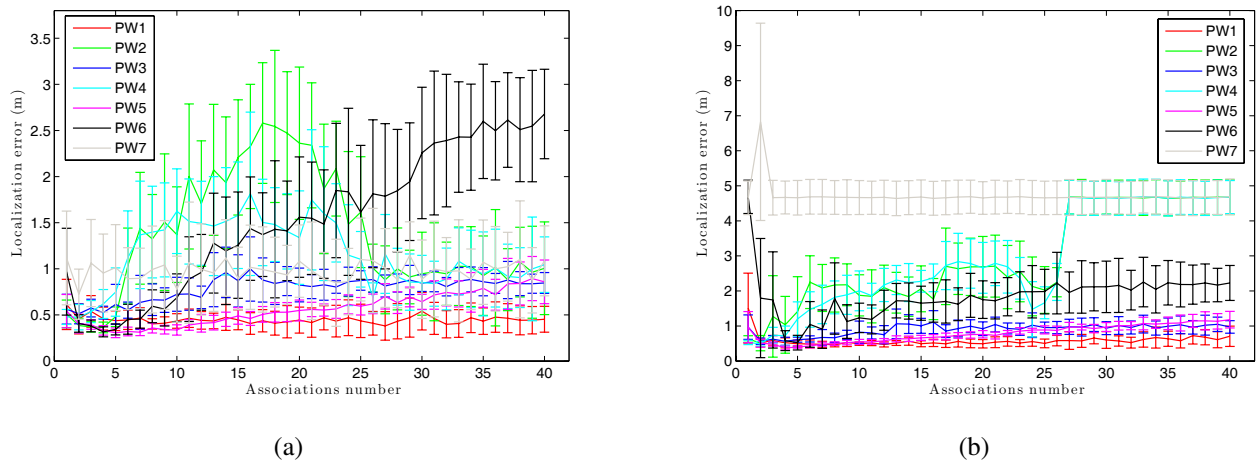 3.5
3
2.5
2
1.5
1
0.5
0
0 5 10 15 20 25 30 35 40
Localization error (m)
Associations number
PW1
PW2
PW3
PW4
PW5
PW6
PW7
(a)
10
9
8
7
6
5
4
3
2
1
0
0 5 10 15 20 25 30 35 40
Localization error (m)
Associations number
PW1
PW2
PW3
PW4
PW5
PW6
PW7
(b)